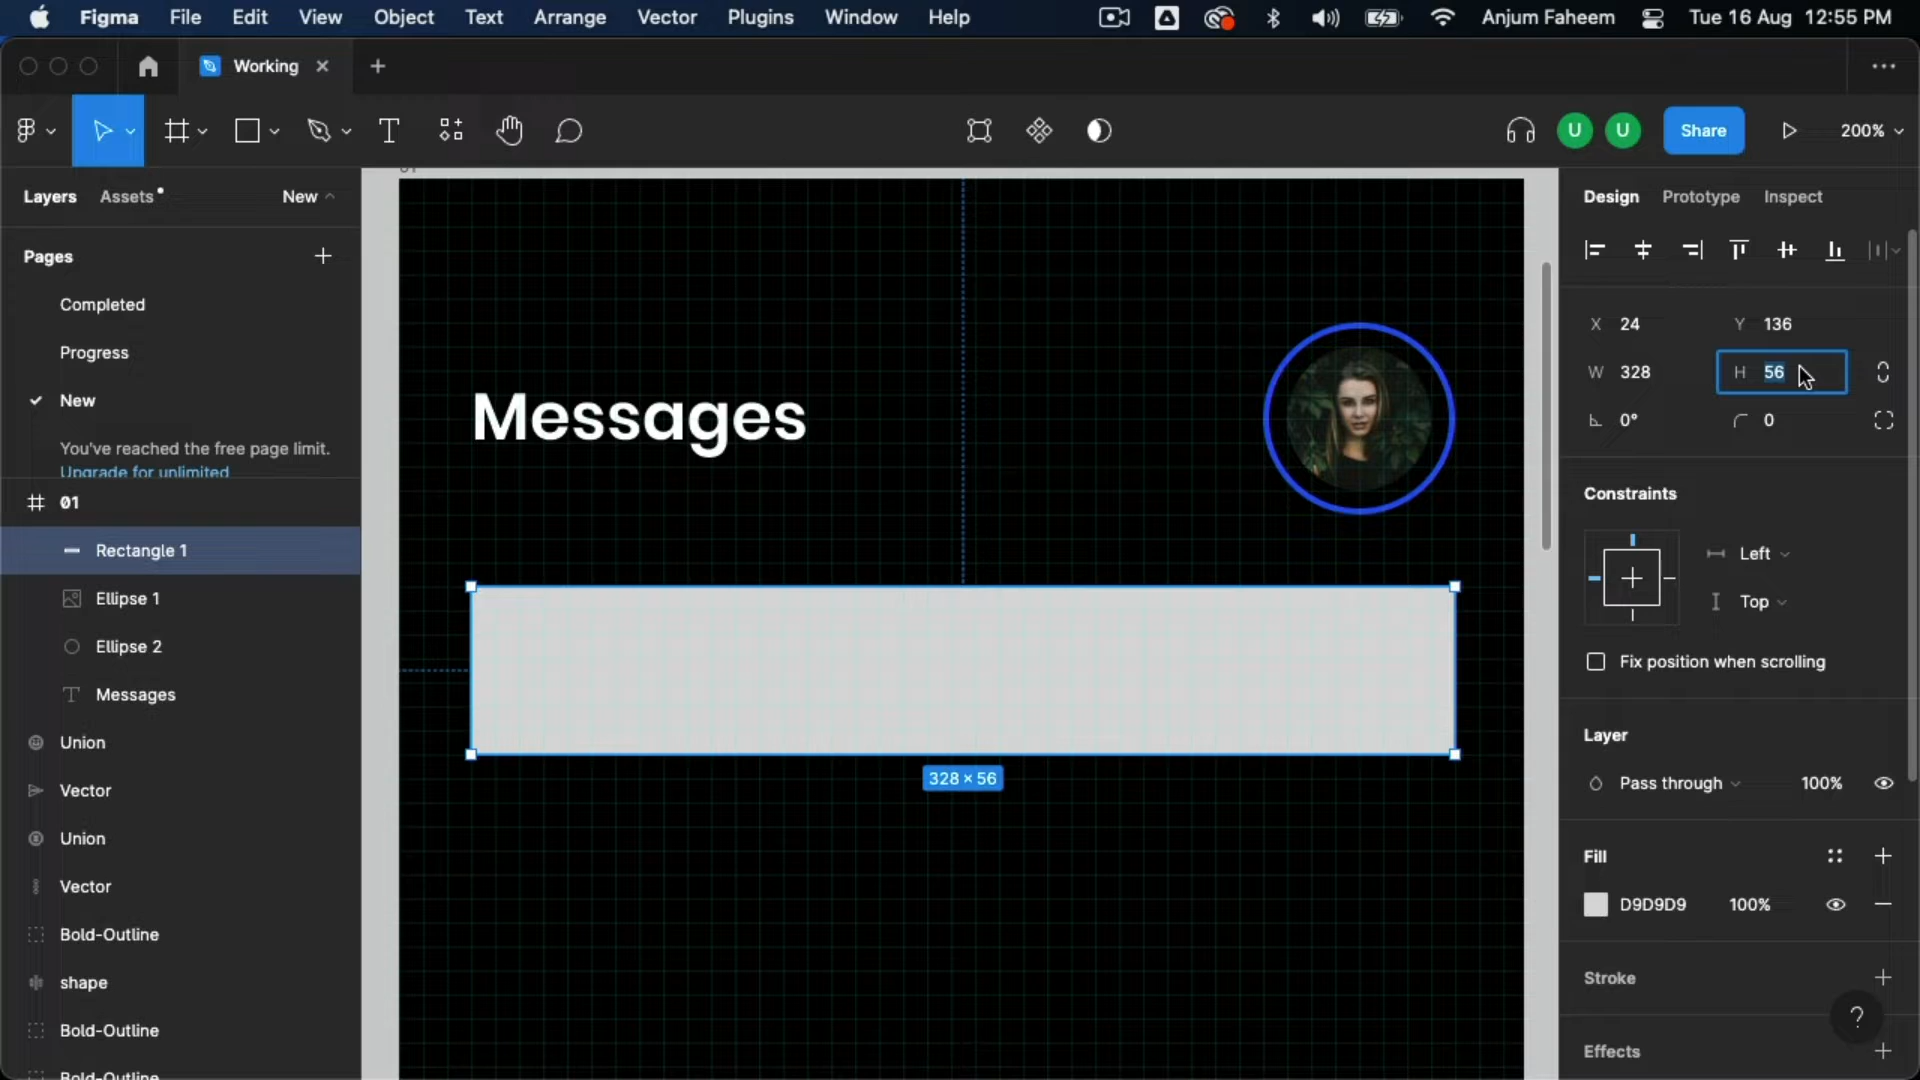 Figma File Edit View Object Text Arrange Vector Plugins Window Help Anjum Faheem Tue 16 Aug 12:55 PM
Working
U U Share 200%
Layers Assets New
Design Prototype Inspect
Pages
Completed
Progress
New
You've reached the free page limit.
Upgrade for unlimited
01
Rectangle 1
Ellipse 1
Ellipse 2
Messages
Union
Vector
Union
Vector
Bold-Outline
shape
Bold-Outline
Bold-Outline
01
Messages
328 × 56
X 24 Y 136
W 328 H 56
0° 0
Constraints
Left
Top
Fix position when scrolling
Layer
Pass through 100%
Fill
D9D9D9 100%
Stroke
?
Effects